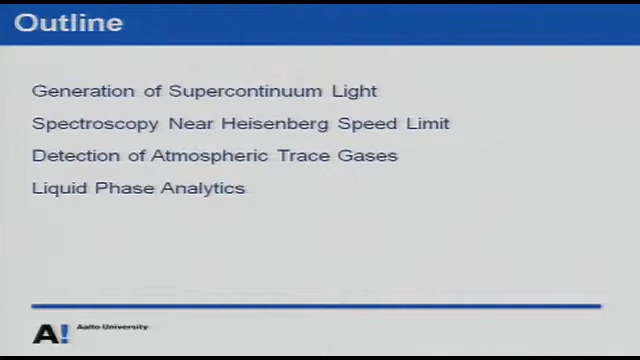 Outline
Generation of Supercontinuum Light
Spectroscopy Near Heisenberg Speed Limit
Detection of Atmospheric Trace Gases
Liquid Phase Analytics
A! Aalto University